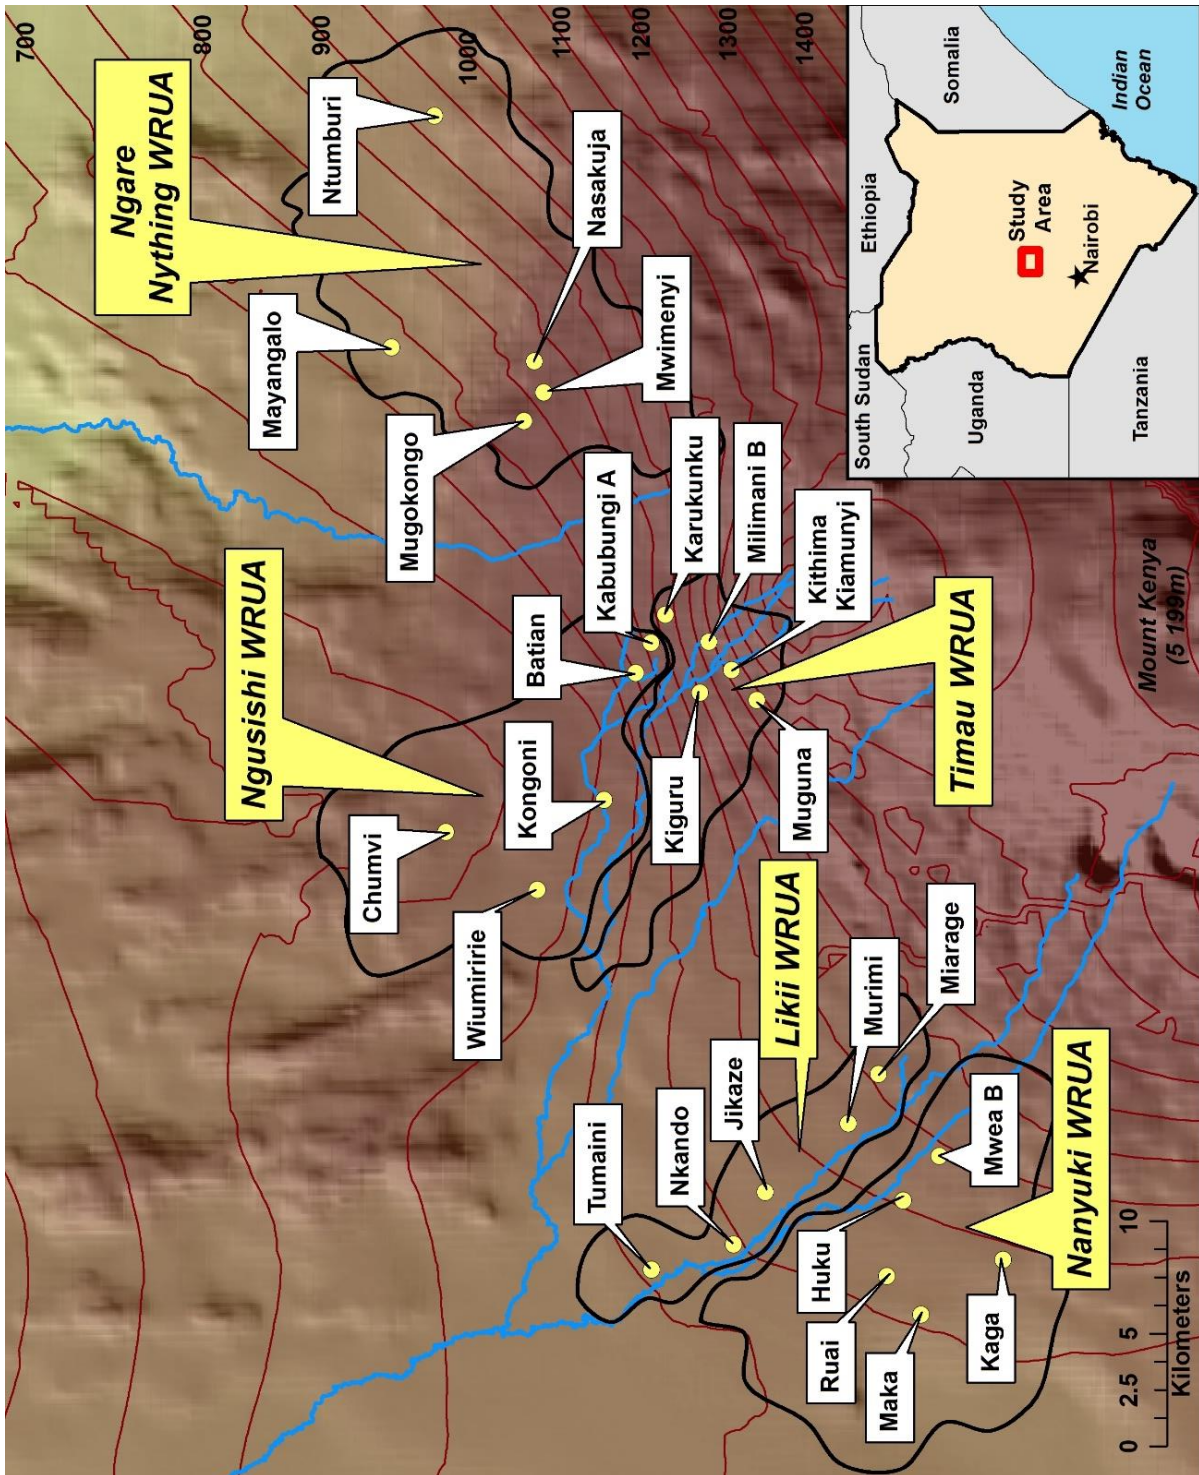 700
800
900
1000
1100
1200
1300
1400
Ngare
Nything WRUA
Ngusishi WRUA
Mayangalo
Ntumburi
Chumvi
Mugokongo
Wiumiririe
Batian
Kongoni
Nasakuja
Tumaini
Kabubungi A
Mwimenyi
Nkando
Kiguru
Karukunku
Jikaze
Milimani B
Likii WRUA
Muguna
Kithima
Kiamunyi
Huku
Ruai
Murimi
Maka
Miarage
Timau WRUA
Kaga
Mwea B
Nanyuki WRUA
Mount Kenya
(5 199m)
0
2.5
5
10
Kilometers
South Sudan
Ethiopia
Somalia
Uganda
Study
Area
Nairobi
Tanzania
Indian
Ocean